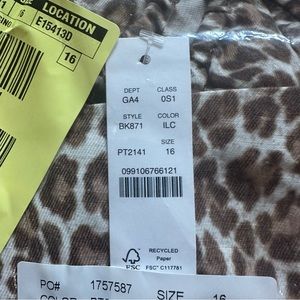 LOCATION
E15413D
16
DEPT CLASS
GA4 0S1
STYLE COLOR
BK871 ILC
SIZE
PT2141 16
099106766121
RECYCLED
Paper
FSC FSC® C117781
PO# 1757587 SIZE 16